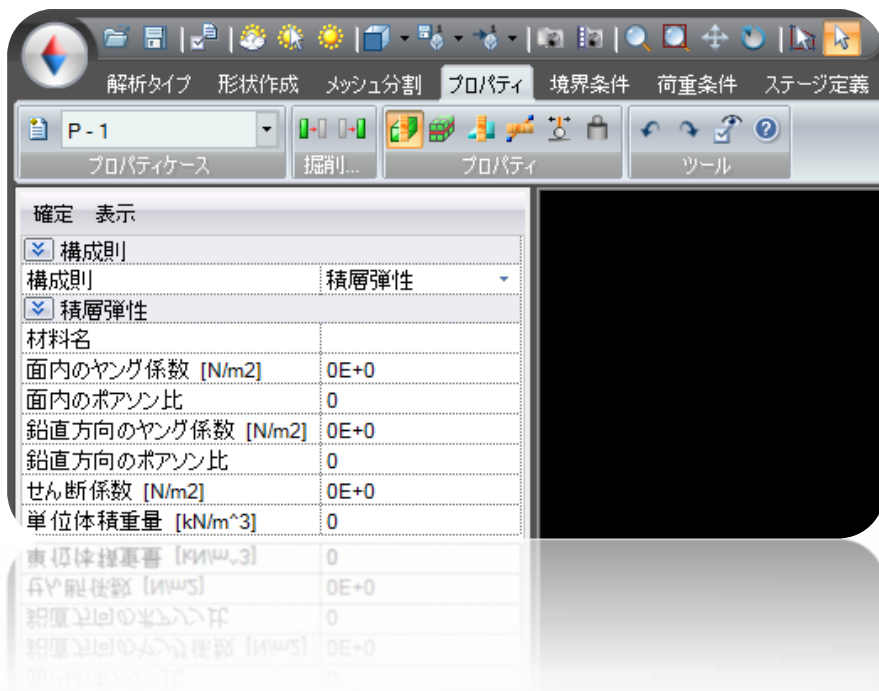 解析タイプ 形状作成 メッシュ分割 プロパティ 境界条件 荷重条件 ステージ定義
P - 1
プロパティケース 掘削... プロパティ ツール
確定 表示
構成則
構成則 積層弾性
積層弾性
材料名
面内のヤング係数 [N/m2] 0E+0
面内のポアソン比 0
鉛直方向のヤング係数 [N/m2] 0E+0
鉛直方向のポアソン比 0
せん断係数 [N/m2] 0E+0
単位体積重量 [kN/m^3] 0